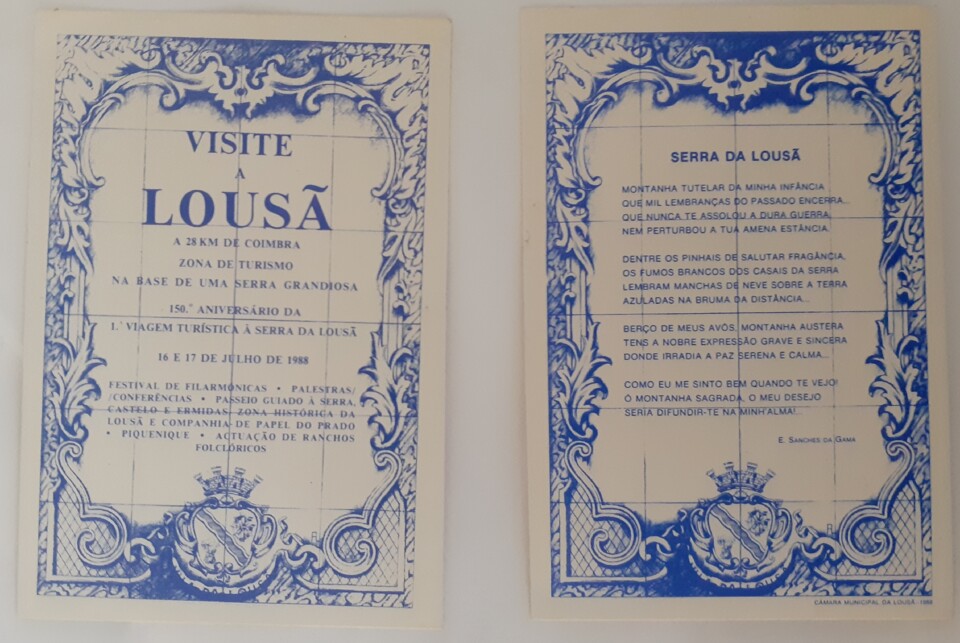 VISITE
A
LOUSÃ
A 28 KM DE COIMBRA
ZONA DE TURISMO
NA BASE DE UMA SERRA GRANDIOSA
150.º ANIVERSÁRIO DA
1.ª VIAGEM TURÍSTICA À SERRA DA LOUSÃ
16 E 17 DE JULHO DE 1988
FESTIVAL DE FILARMÓNICAS • PALESTRAS/
/CONFERÊNCIAS • PASSEIO GUIADO À SERRA,
CASTELO E ERMIDAS, ZONA HISTÓRICA DA
LOUSÃ E COMPANHIA DE PAPEL DO PRADO
• PIQUENIQUE • ACTUAÇÃO DE RANCHOS
FOLCLÓRICOS
SERRA DA LOUSÃ
MONTANHA TUTELAR DA MINHA INFÂNCIA
QUE MIL LEMBRANÇAS DO PASSADO ENCERRA...
QUE NUNCA TE ASSOLOU A DURA GUERRA,
NEM PERTURBOU A TUA AMENA ESTÂNCIA.
DENTRE OS PINHAIS DE SALUTAR FRAGÂNCIA,
OS FUMOS BRANCOS DOS CASAIS DA SERRA
LEMBRAM MANCHAS DE NEVE SOBRE A TERRA
AZULADAS NA BRUMA DA DISTÂNCIA...
BERÇO DE MEUS AVÓS, MONTANHA AUSTERA
TENS A NOBRE EXPRESSÃO GRAVE E SINCERA
DONDE IRRADIA A PAZ SERENA E CALMA...
COMO EU ME SINTO BEM QUANDO TE VEJO!
Ó MONTANHA SAGRADA, O MEU DESEJO
SERIA DIFUNDIR-TE NA MINH'ALMA!...
E. SANCHES DA GAMA
CÂMARA MUNICIPAL DA LOUSÃ - 1988